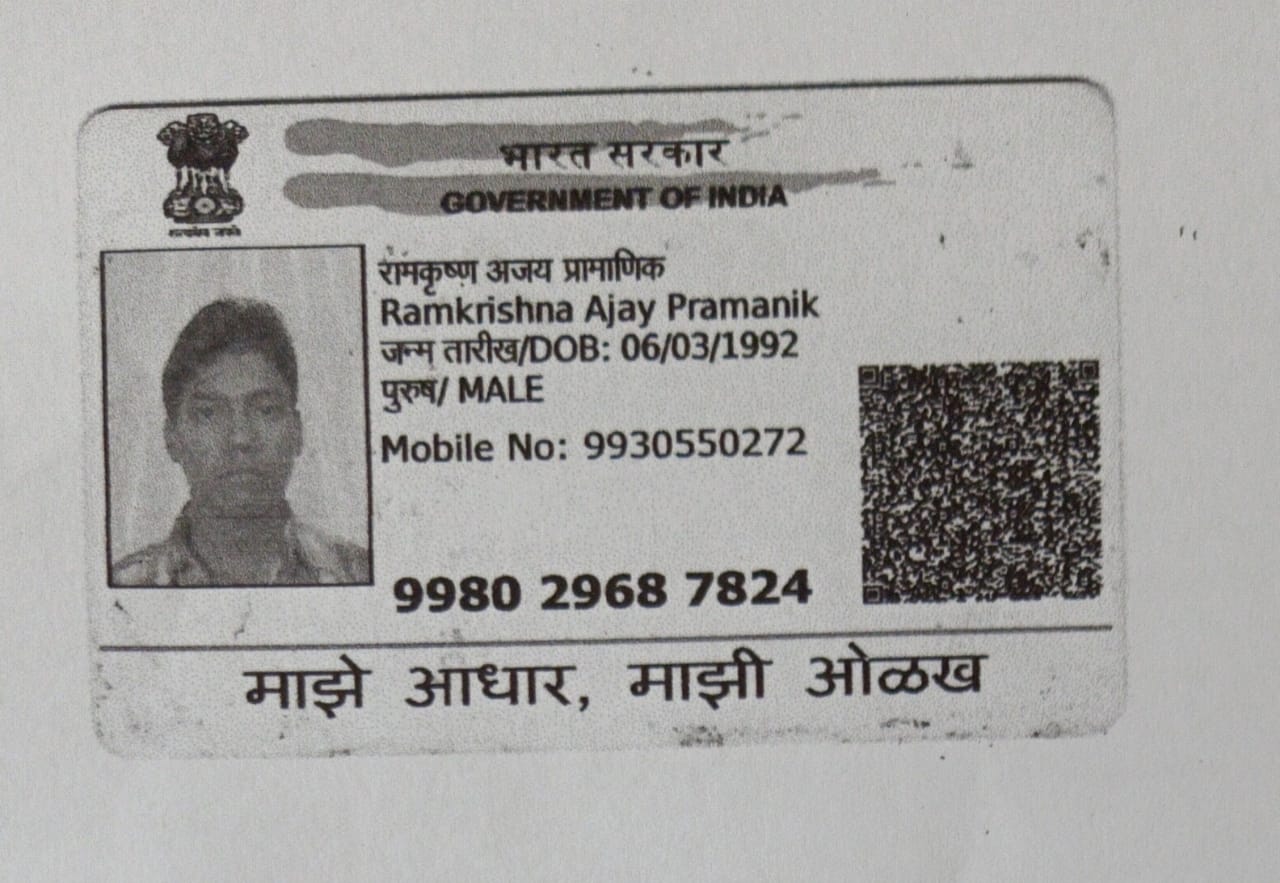 भारत सरकार
GOVERNMENT OF INDIA
सत्यमेव जयते
रामकृष्ण अजय प्रामाणिक
Ramkrishna Ajay Pramanik
जन्म तारीख/DOB: 06/03/1992
पुरुष/ MALE
Mobile No: 9930550272
9980 2968 7824
माझे आधार, माझी ओळख